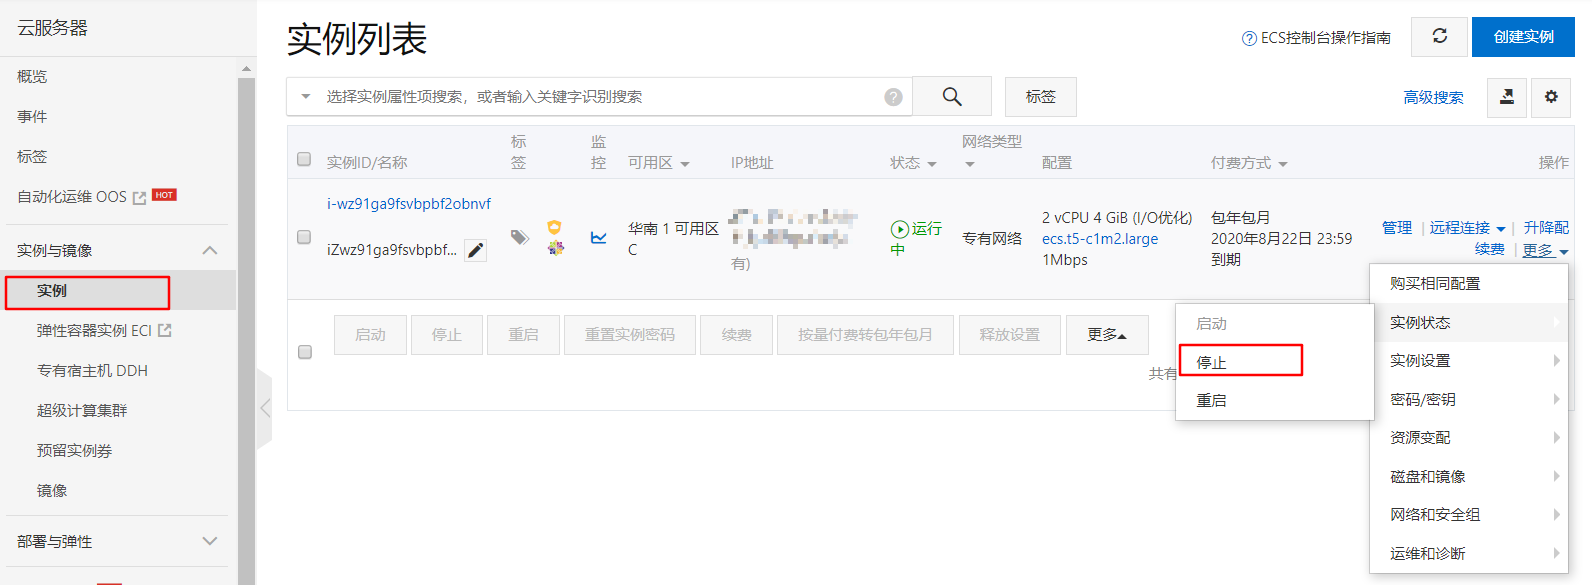 云服务器
概览
事件
标签
自动化运维 OOS HOT
实例与镜像
实例
弹性容器实例 ECI
专有宿主机 DDH
超级计算集群
预留实例券
镜像
部署与弹性
实例列表
ECS控制台操作指南
创建实例
选择实例属性项搜索，或者输入关键字识别搜索
标签
高级搜索
实例ID/名称
标签
监控
可用区
IP地址
状态
网络类型
配置
付费方式
操作
i-wz91ga9fsvbpbf2obnvf
iZwz91ga9fsvbpbf...
华南 1 可用区
C
有)
运行
中
专有网络
2 vCPU 4 GiB (I/O优化)
ecs.t5-c1m2.large
1Mbps
包年包月
2020年8月22日 23:59
到期
管理 | 远程连接 | 升降配
续费 | 更多
启动
停止
重启
重置实例密码
续费
按量付费转包年包月
释放设置
更多
共有
启动
停止
重启
购买相同配置
实例状态
实例设置
密码/密钥
资源变配
磁盘和镜像
网络和安全组
运维和诊断